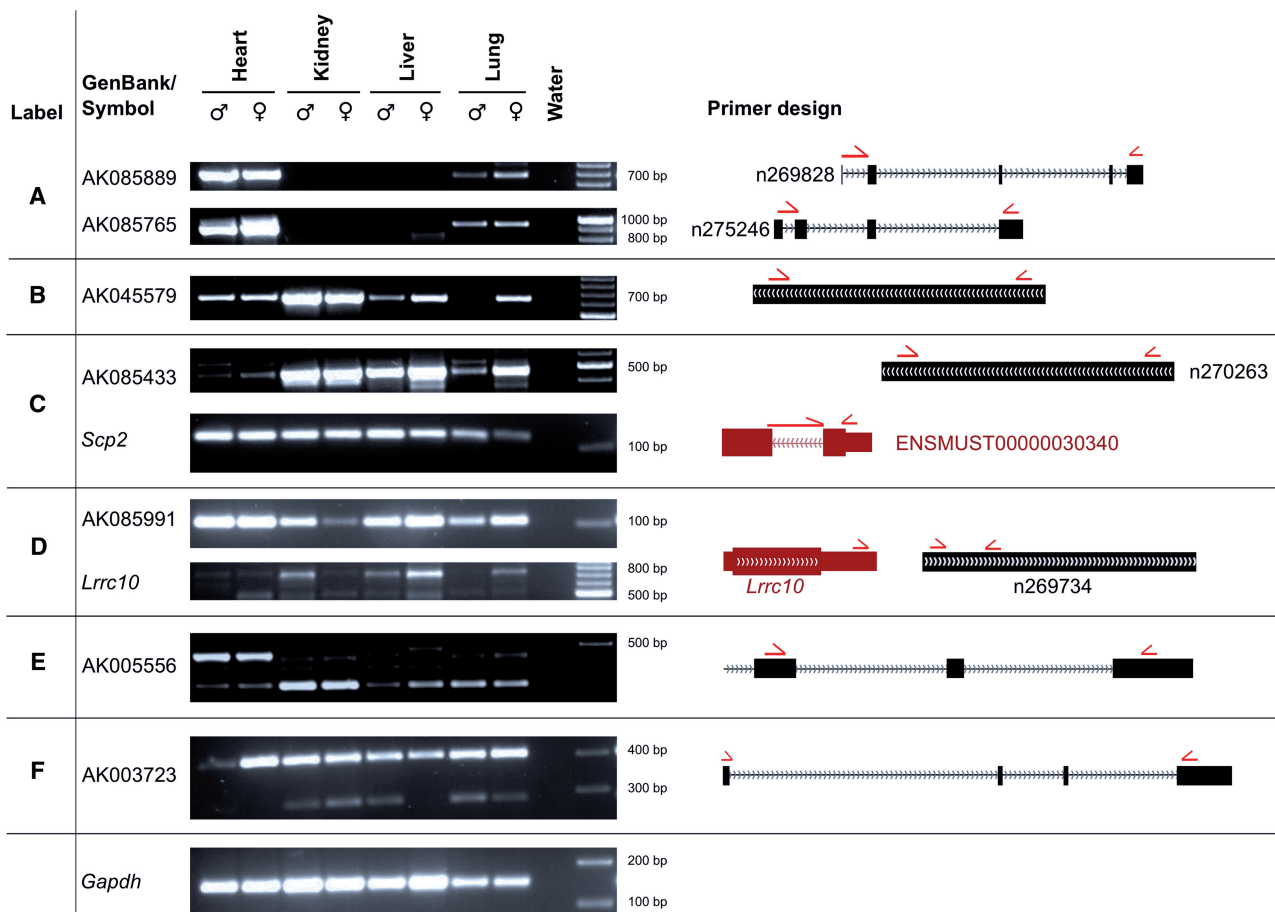 Label
GenBank/
Symbol
Heart
Kidney
Liver
Lung
Water
♂ ♀ ♂ ♀ ♂ ♀ ♂ ♀
Primer design
A
AK085889
700 bp
n269828
AK085765
1000 bp
800 bp
n275246
B
AK045579
700 bp
C
AK085433
500 bp
n270263
Scp2
100 bp
ENSMUST00000030340
D
AK085991
100 bp
Lrrc10
800 bp
500 bp
Lrrc10
n269734
E
AK005556
500 bp
F
AK003723
400 bp
300 bp
Gapdh
200 bp
100 bp